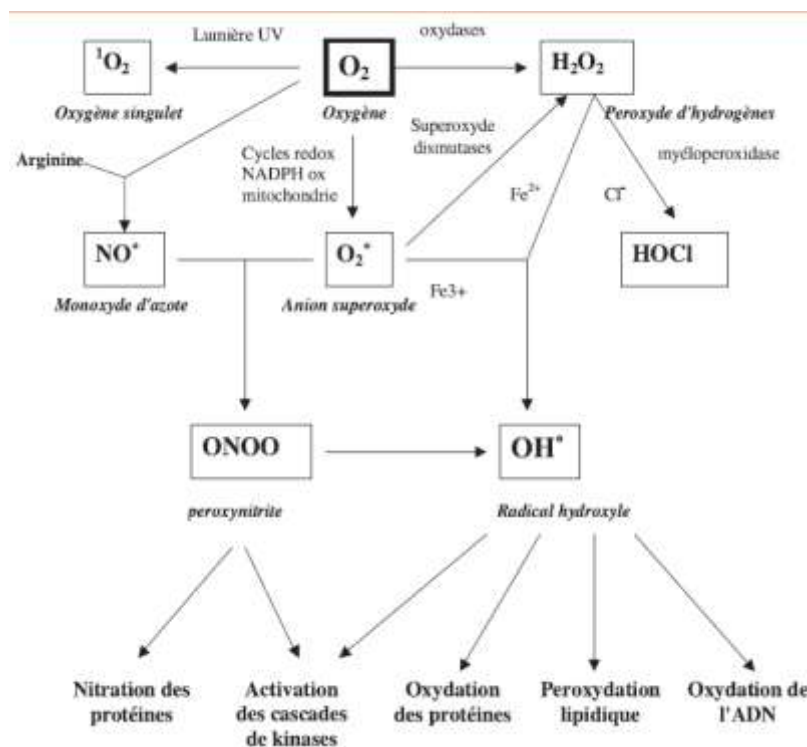 Lumière UV
oxydases
¹O₂
O₂
H₂O₂
Oxygène singulet
Oxygène
Peroxyde d'hydrogènes
Arginine
Cycles redox
NADPH ox
mitochondrie
Superoxyde
dismutases
myéloperoxidase
Fe²⁺
Cl⁻
NO•
O₂•
HOCl
Monoxyde d'azote
Anion superoxyde
Fe3+
ONOO
OH•
peroxynitrite
Radical hydroxyle
Nitration des
protéines
Activation
des cascades
de kinases
Oxydation
des protéines
Peroxydation
lipidique
Oxydation de
l'ADN